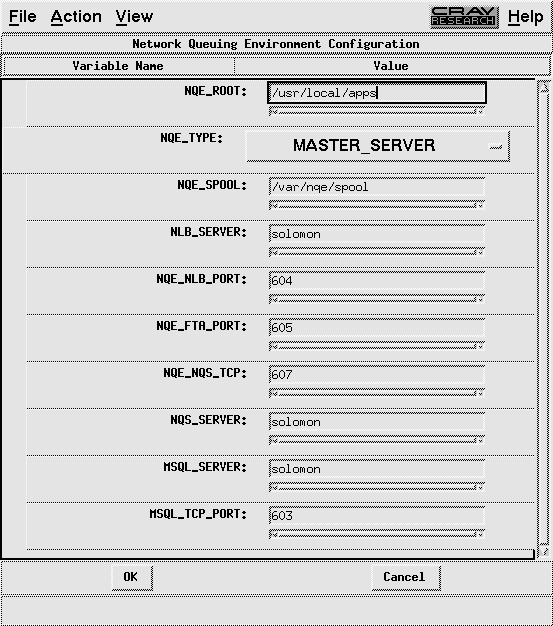 File Action View CRAY RESEARCH Help
Network Queuing Environment Configuration
Variable Name Value
NQE_ROOT: /usr/local/apps
NQE_TYPE: MASTER_SERVER
NQE_SPOOL: /var/nqe/spool
NLB_SERVER: solomon
NQE_NLB_PORT: 604
NQE_FTA_PORT: 605
NQE_NQS_TCP: 607
NQS_SERVER: solomon
MSQL_SERVER: solomon
MSQL_TCP_PORT: 603
OK Cancel